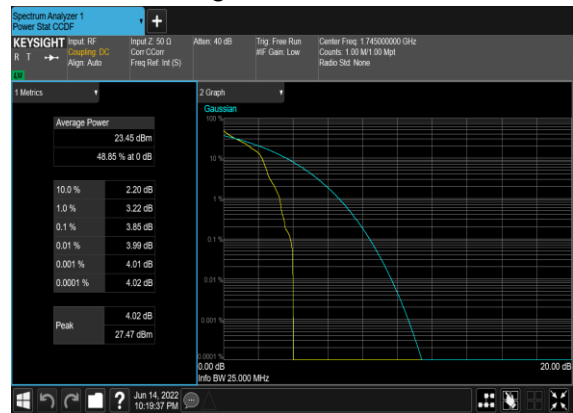 Spectrum Analyzer 1
Power Stat CCDF
+
KEYSIGHT
R T
LW
Input: RF
Coupling: DC
Align: Auto
Input Z: 50 Ω
Corr CCorr
Freq Ref: Int (S)
Atten: 40 dB
Trig: Free Run
#IF Gain: Low
Center Freq: 1.745000000 GHz
Counts: 1.00 M/1.00 Mpt
Radio Std: None
1 Metrics
Average Power
23.45 dBm
48.85 % at 0 dB
10.0 % 2.20 dB
1.0 % 3.22 dB
0.1 % 3.85 dB
0.01 % 3.99 dB
0.001 % 4.01 dB
0.0001 % 4.02 dB
Peak
4.02 dB
27.47 dBm
2 Graph
Gaussian
100 %
10 %
1 %
0.1 %
0.01 %
0.001 %
0.0001 %
0.00 dB
20.00 dB
Info BW 25.000 MHz
?
Jun 14, 2022
10:19:37 PM